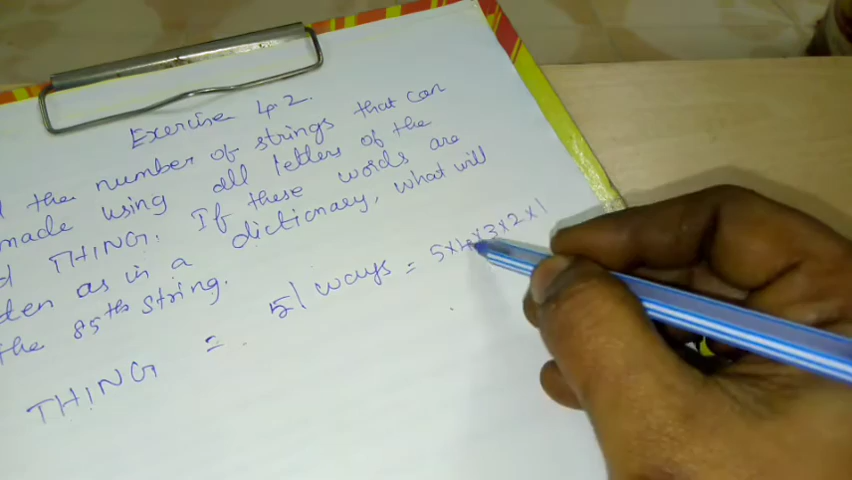 Exercise 4.2.
the number of strings that can
made using all letters of the
THING. If these words are
as in a dictionary, what will
the 85th string.
THING = 5! ways = 5×4×3×2×1